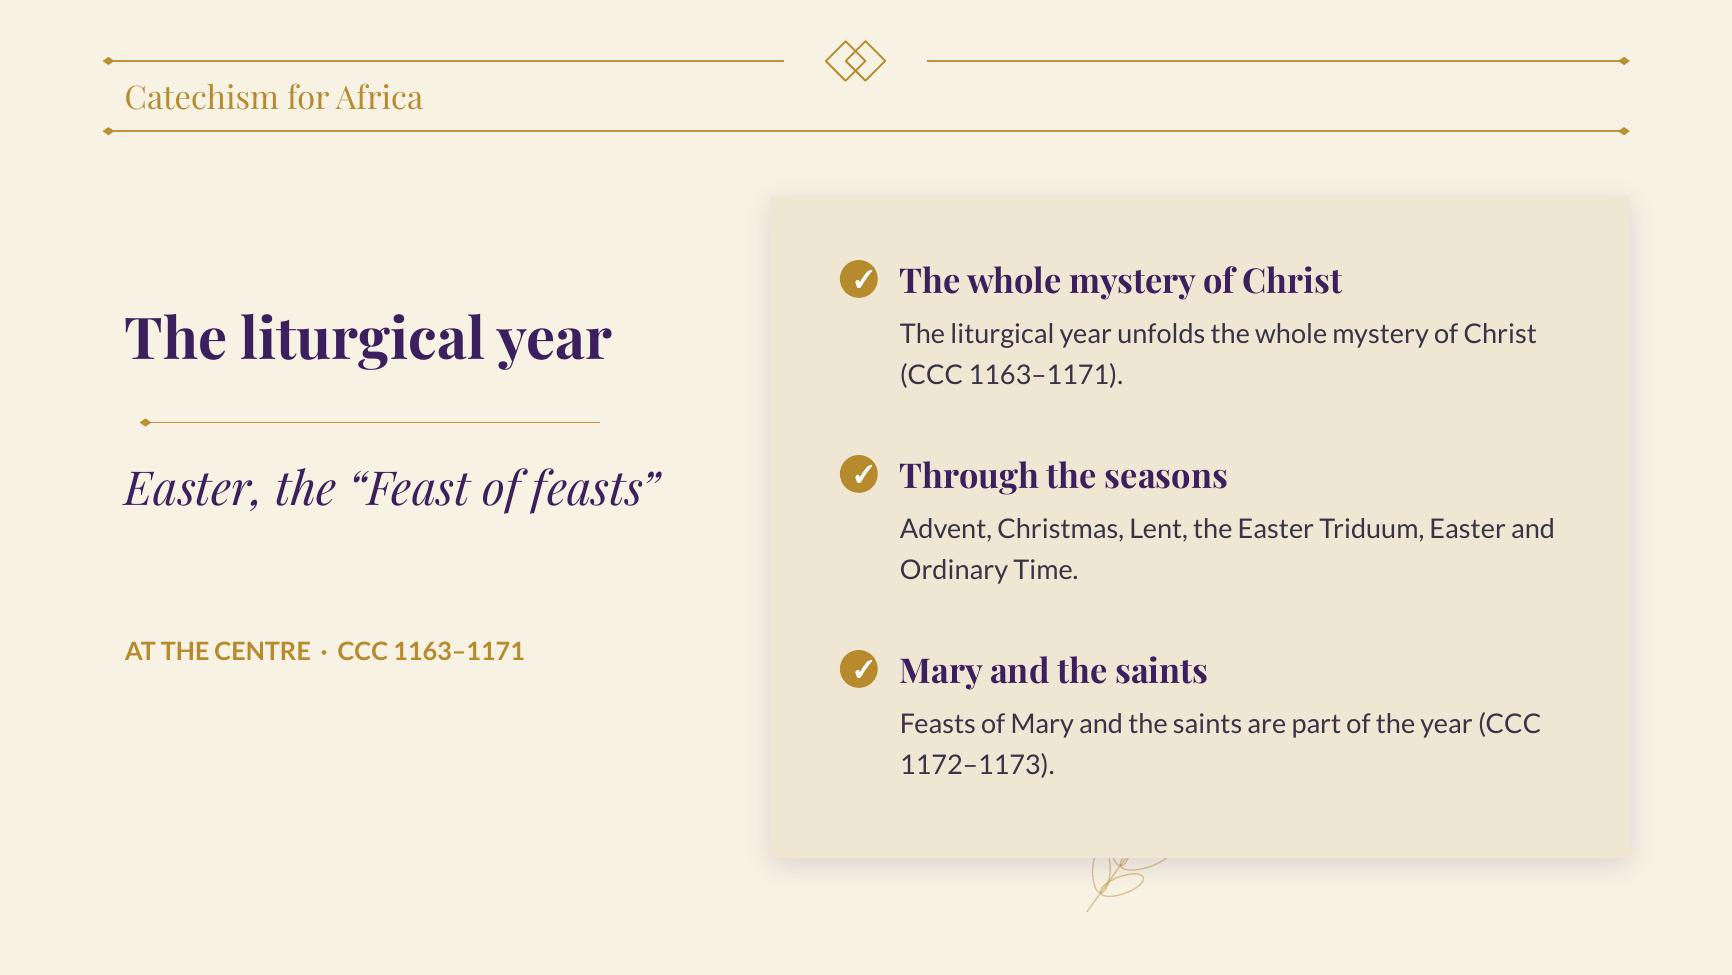 Catechism for Africa
The liturgical year
Easter, the “Feast of feasts”
AT THE CENTRE · CCC 1163–1171
The whole mystery of Christ
The liturgical year unfolds the whole mystery of Christ
(CCC 1163–1171).
Through the seasons
Advent, Christmas, Lent, the Easter Triduum, Easter and
Ordinary Time.
Mary and the saints
Feasts of Mary and the saints are part of the year (CCC
1172–1173).